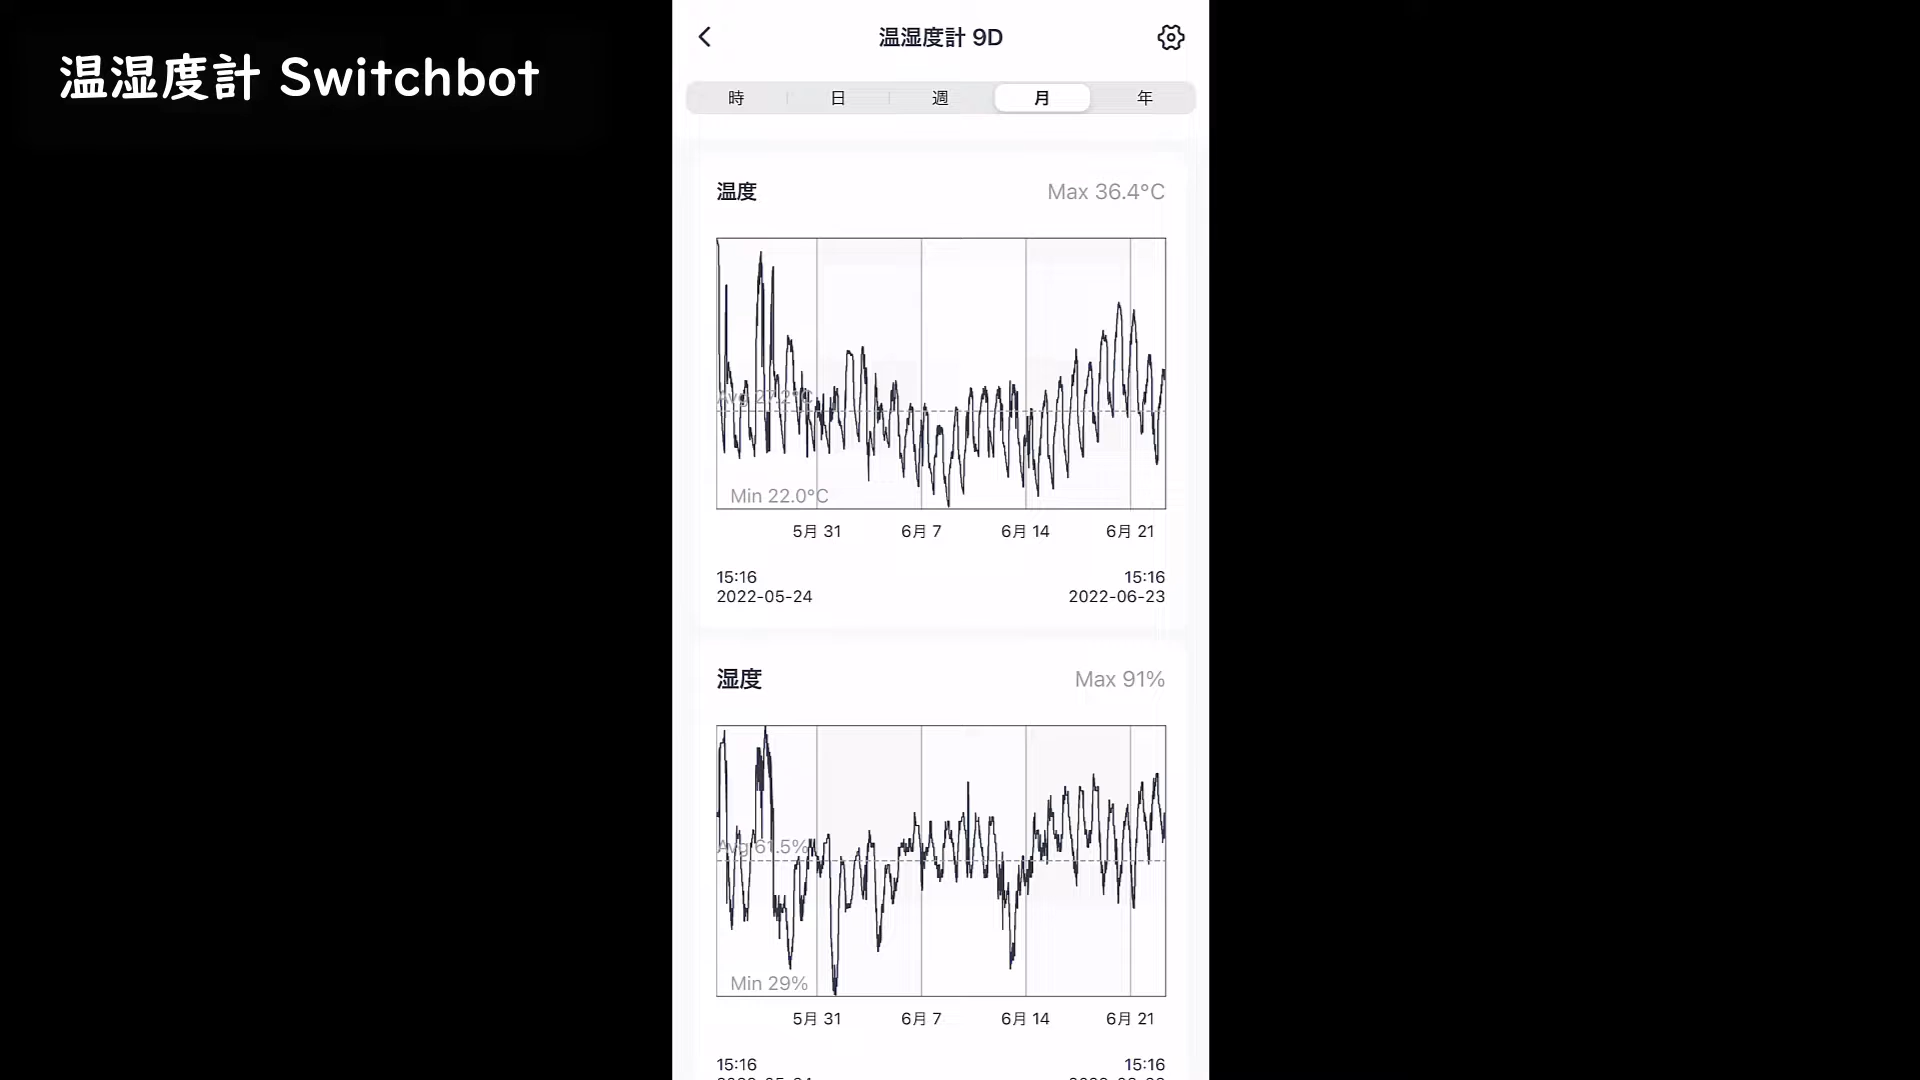 温湿度計 Switchbot
温湿度計 9D
時 日 週 月 年
温度 Max 36.4°C
Avg 27.2°C
Min 22.0°C
5月 31 6月 7 6月 14 6月 21
15:16 15:16
2022-05-24 2022-06-23
湿度 Max 91%
Avg 61.5%
Min 29%
5月 31 6月 7 6月 14 6月 21
15:16 15:16